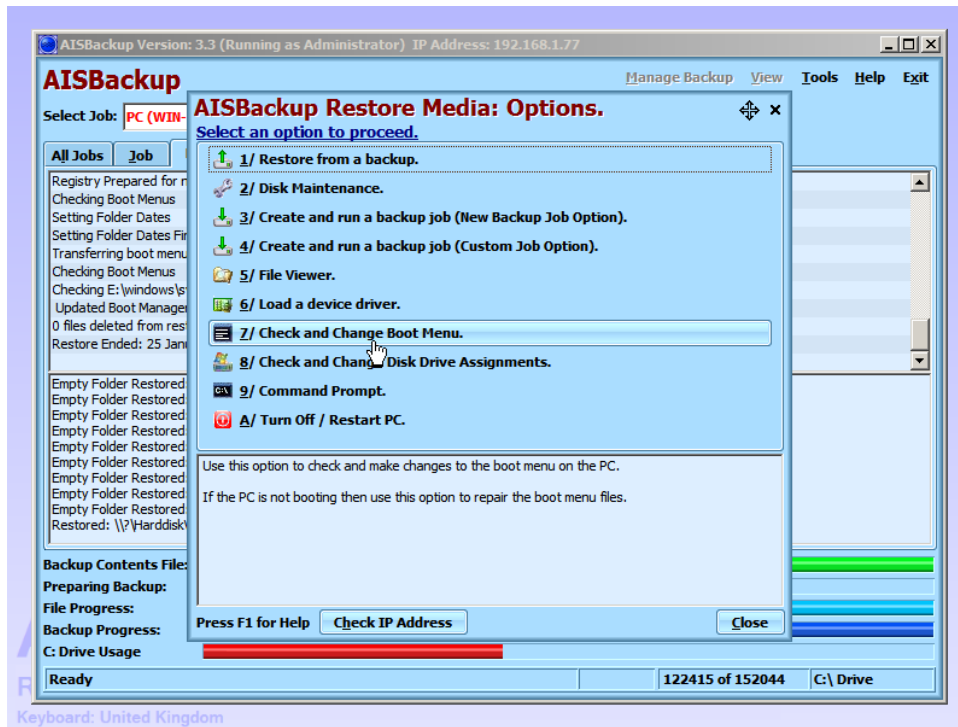 AISBackup Version: 3.3 (Running as Administrator) IP Address: 192.168.1.77
AISBackup
Manage Backup View Tools Help Exit
Select Job: PC (WIN-
All Jobs Job
Registry Prepared for
Checking Boot Menus
Setting Folder Dates
Setting Folder Dates Fir
Transferring boot menu
Checking Boot Menus
Checking E:\windows\s
Updated Boot Manage
0 files deleted from res
Restore Ended: 25 Jan
Empty Folder Restored
Empty Folder Restored
Empty Folder Restored
Empty Folder Restored
Empty Folder Restored
Empty Folder Restored
Empty Folder Restored
Empty Folder Restored
Empty Folder Restored
Restored: \\?\Harddisk
AISBackup Restore Media: Options.
Select an option to proceed.
1/ Restore from a backup.
2/ Disk Maintenance.
3/ Create and run a backup job (New Backup Job Option).
4/ Create and run a backup job (Custom Job Option).
5/ File Viewer.
6/ Load a device driver.
7/ Check and Change Boot Menu.
8/ Check and Change Disk Drive Assignments.
9/ Command Prompt.
A/ Turn Off / Restart PC.
Use this option to check and make changes to the boot menu on the PC.
If the PC is not booting then use this option to repair the boot menu files.
Press F1 for Help Check IP Address Close
Backup Contents File:
Preparing Backup:
File Progress:
Backup Progress:
C: Drive Usage
Ready 122415 of 152044 C:\ Drive
Keyboard: United Kingdom